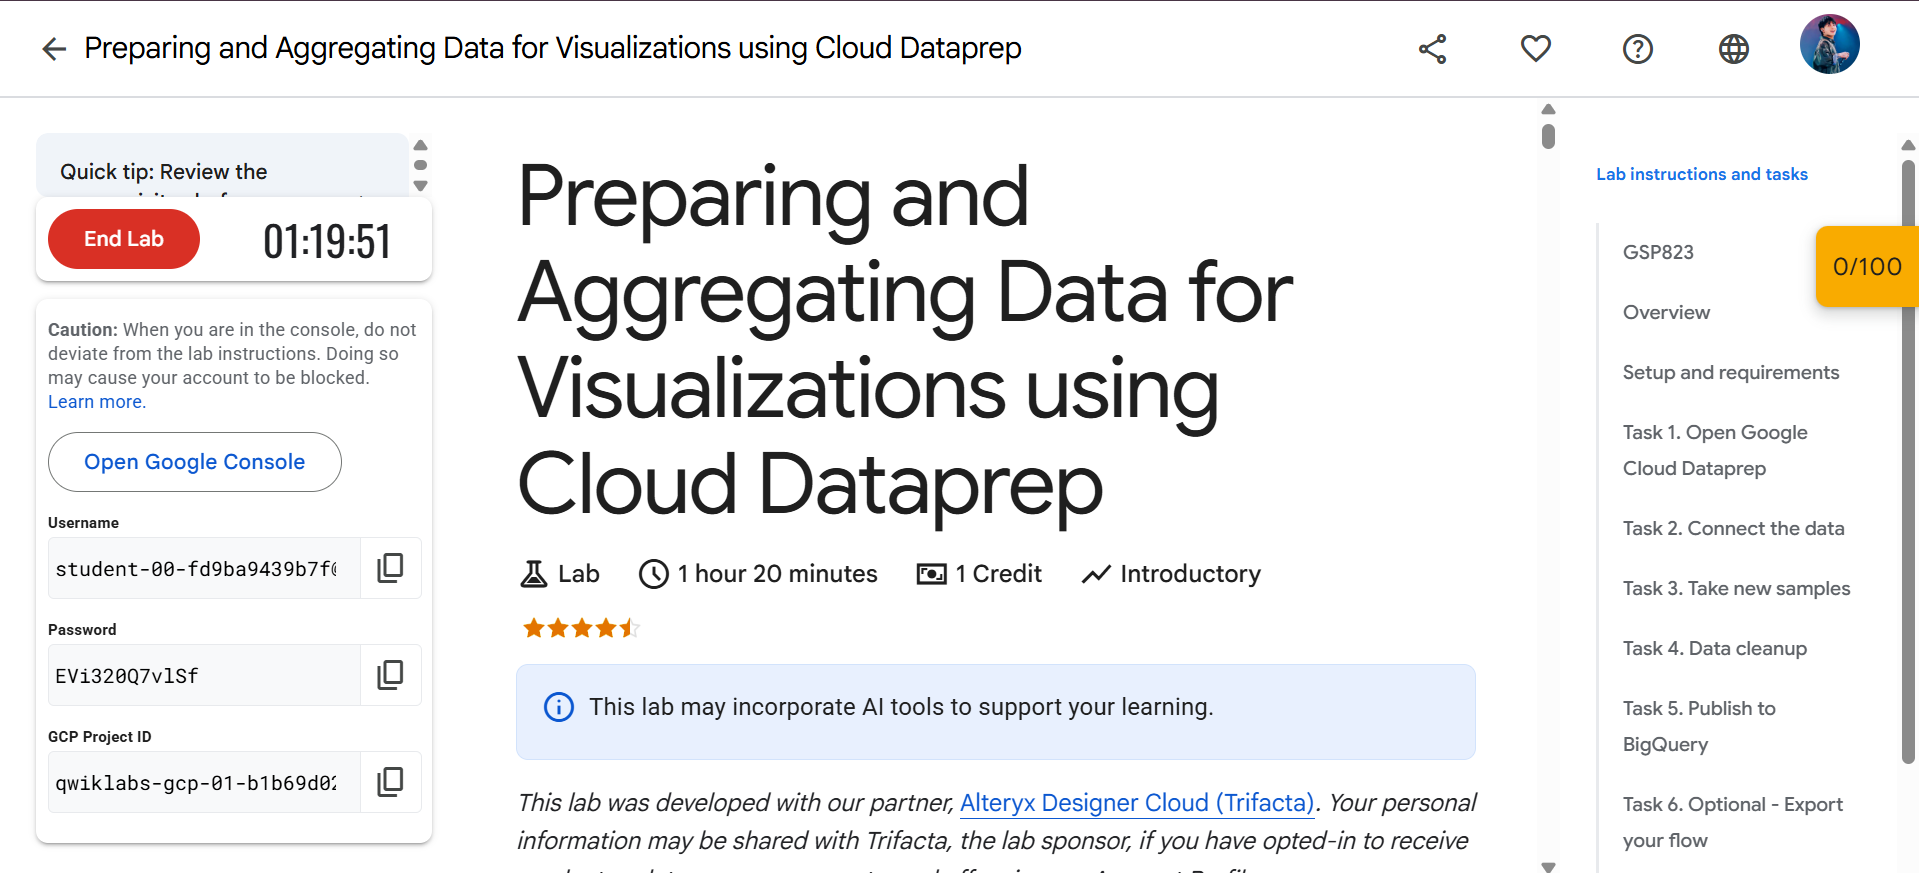 Preparing and Aggregating Data for Visualizations using Cloud Dataprep
Quick tip: Review the
End Lab
01:19:51
Caution: When you are in the console, do not
deviate from the lab instructions. Doing so
may cause your account to be blocked.
Learn more.
Open Google Console
Username
student-00-fd9ba9439b7f@
Password
EVi320Q7vlSf
GCP Project ID
qwiklabs-gcp-01-b1b69d02
Preparing and
Aggregating Data for
Visualizations using
Cloud Dataprep
Lab
1 hour 20 minutes
1 Credit
Introductory
This lab may incorporate AI tools to support your learning.
This lab was developed with our partner, Alteryx Designer Cloud (Trifacta). Your personal
information may be shared with Trifacta, the lab sponsor, if you have opted-in to receive
Lab instructions and tasks
GSP823
0/100
Overview
Setup and requirements
Task 1. Open Google
Cloud Dataprep
Task 2. Connect the data
Task 3. Take new samples
Task 4. Data cleanup
Task 5. Publish to
BigQuery
Task 6. Optional - Export
your flow